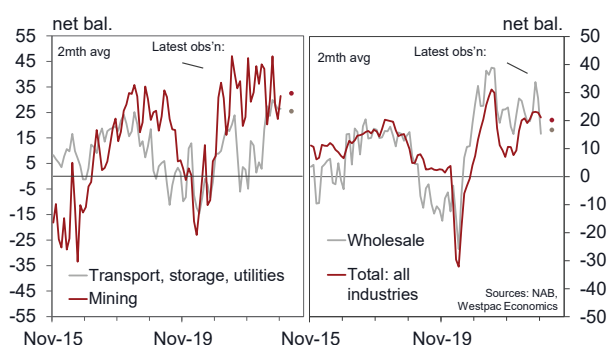 net bal.
net bal.
55
45
35
25
15
5
-5
-15
-25
-35
-45
-55
2mth avg
Latest obs'n:
Transport, storage, utilities
Mining
Nov-15
Nov-19
2mth avg
Latest obs'n:
Wholesale
Total: all
industries
Sources: NAB,
Westpac Economics
Nov-15
Nov-19
50
40
30
20
10
0
-10
-20
-30
-40
-50